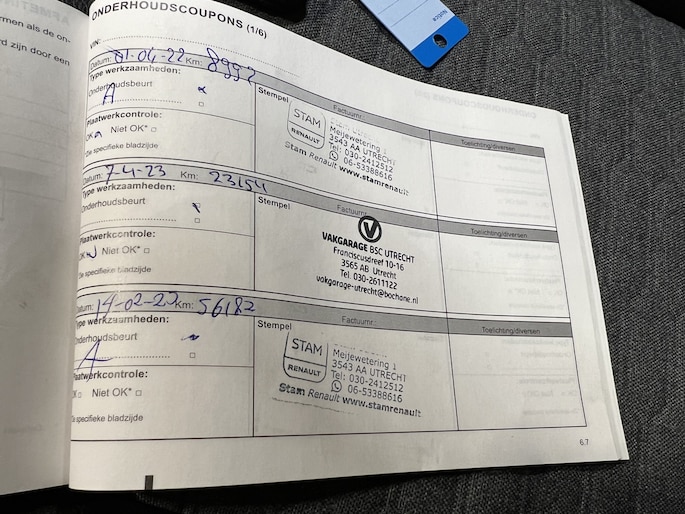 men als de on-
rd zijn door een
Notice
ONDERHOUDSCOUPONS (1/6)
VIN:
Datum: 01-04-22 Km: 8992
Type werkzaamheden:
Onderhoudsbeurt
A
Plaatwerkcontrole:
OK Niet OK*
*Zie specifieke bladzijde
Stempel
Factuurnr.:
Toelichting/diversen
STAM
RENAULT
Meijewetering 1
3543 AA UTRECHT
Tel: 030-2412512
06-53388616
Stam Renault www.stamrenault
Datum: 7-4-23 Km: 23154
Type werkzaamheden:
Onderhoudsbeurt
Plaatwerkcontrole:
OK Niet OK*
Zie specifieke bladzijde
Stempel
Factuurnr.
Toelichting/diversen
V
VAKGARAGE BSC UTRECHT
Franciscusdreef 10-16
3565 AB Utrecht
Tel. 030-2611122
vakgarage-utrecht@bochane.nl
Datum: 14-02-20 Km: 56182
Type werkzaamheden:
Onderhoudsbeurt
A
Plaatwerkcontrole:
OK Niet OK*
Zie specifieke bladzijde
Stempel
Factuurnr.:
Toelichting/diversen
STAM
RENAULT
Meijewetering 1
3543 AA UTRECHT
Tel: 030-2412512
06-53388616
Stam Renault www.stamrenault.
6.7